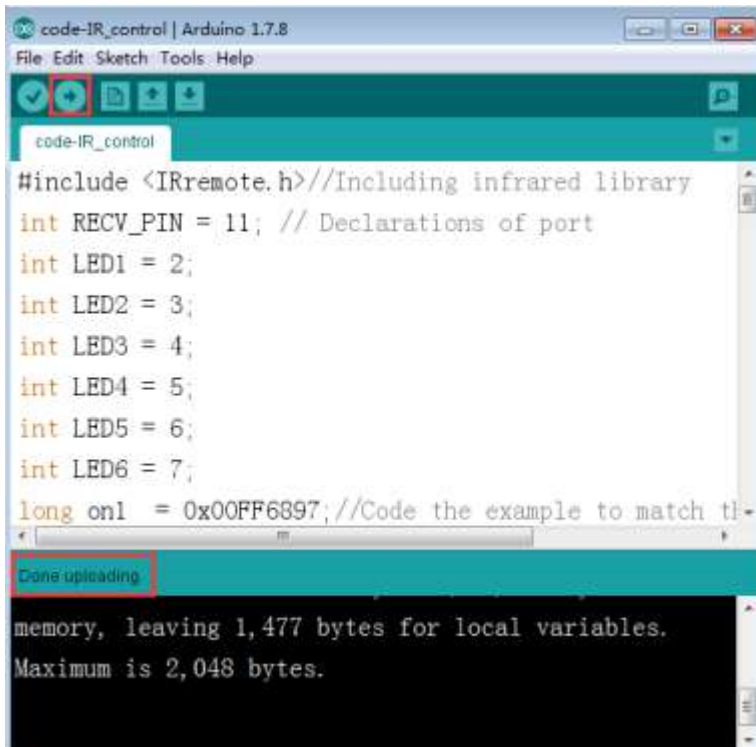 code-IR_control | Arduino 1.7.8
File Edit Sketch Tools Help
code-IR_control
#include <IRremote.h>//Including infrared library
int RECV_PIN = 11; // Declarations of port
int LED1 = 2;
int LED2 = 3;
int LED3 = 4;
int LED4 = 5;
int LED5 = 6;
int LED6 = 7;
long on1  = 0x00FF6897;//Code the example to match
Done uploading.
memory, leaving 1,477 bytes for local variables.
Maximum is 2,048 bytes.